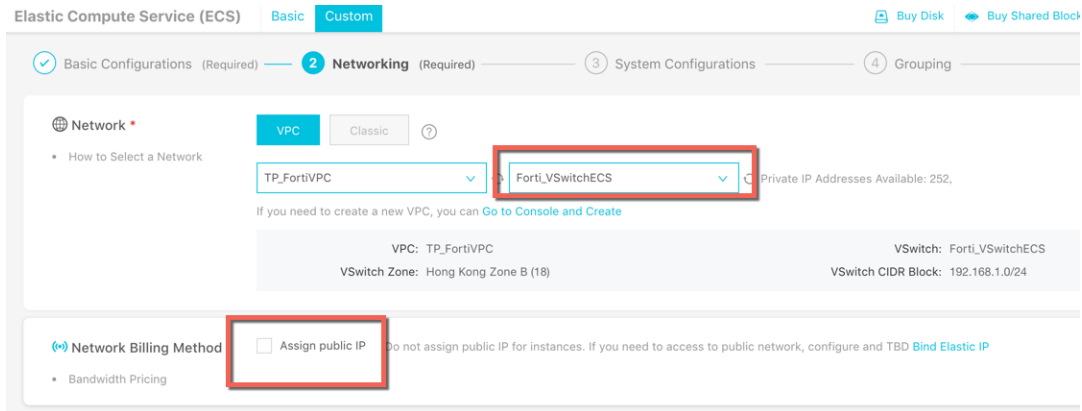 Elastic Compute Service (ECS) Basic Custom Buy Disk Buy Shared Block
Basic Configurations (Required) 2 Networking (Required) 3 System Configurations 4 Grouping
Network * VPC Classic ?
• How to Select a Network
TP_FortiVPC Forti_VSwitchECS Private IP Addresses Available: 252,
If you need to create a new VPC, you can Go to Console and Create
VPC: TP_FortiVPC VSwitch: Forti_VSwitchECS
VSwitch Zone: Hong Kong Zone B (18) VSwitch CIDR Block: 192.168.1.0/24
Network Billing Method Assign public IP Do not assign public IP for instances. If you need to access to public network, configure and TBD Bind Elastic IP
• Bandwidth Pricing